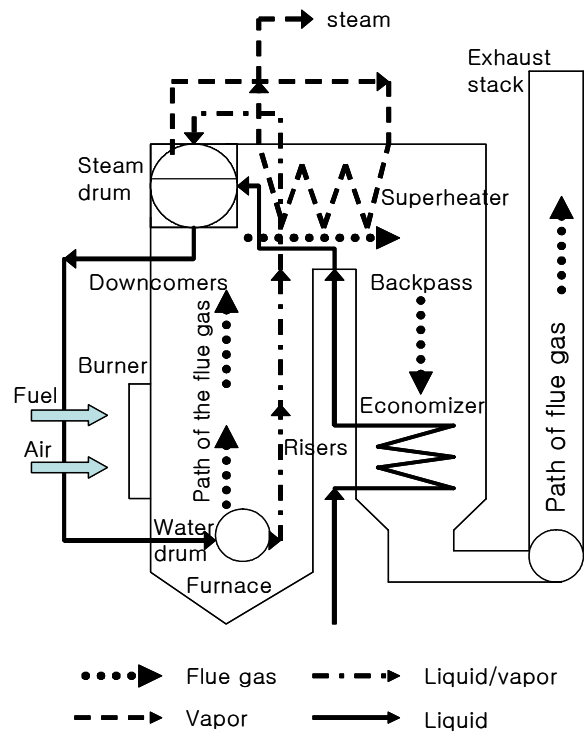 steam
Exhaust
stack
Steam
drum
Superheater
Downcomers
Backpass
Path of the flue gas
Burner
Fuel
Economizer
Air
Risers
Path of flue gas
Water
drum
Furnace
Flue gas
Liquid/vapor
Vapor
Liquid